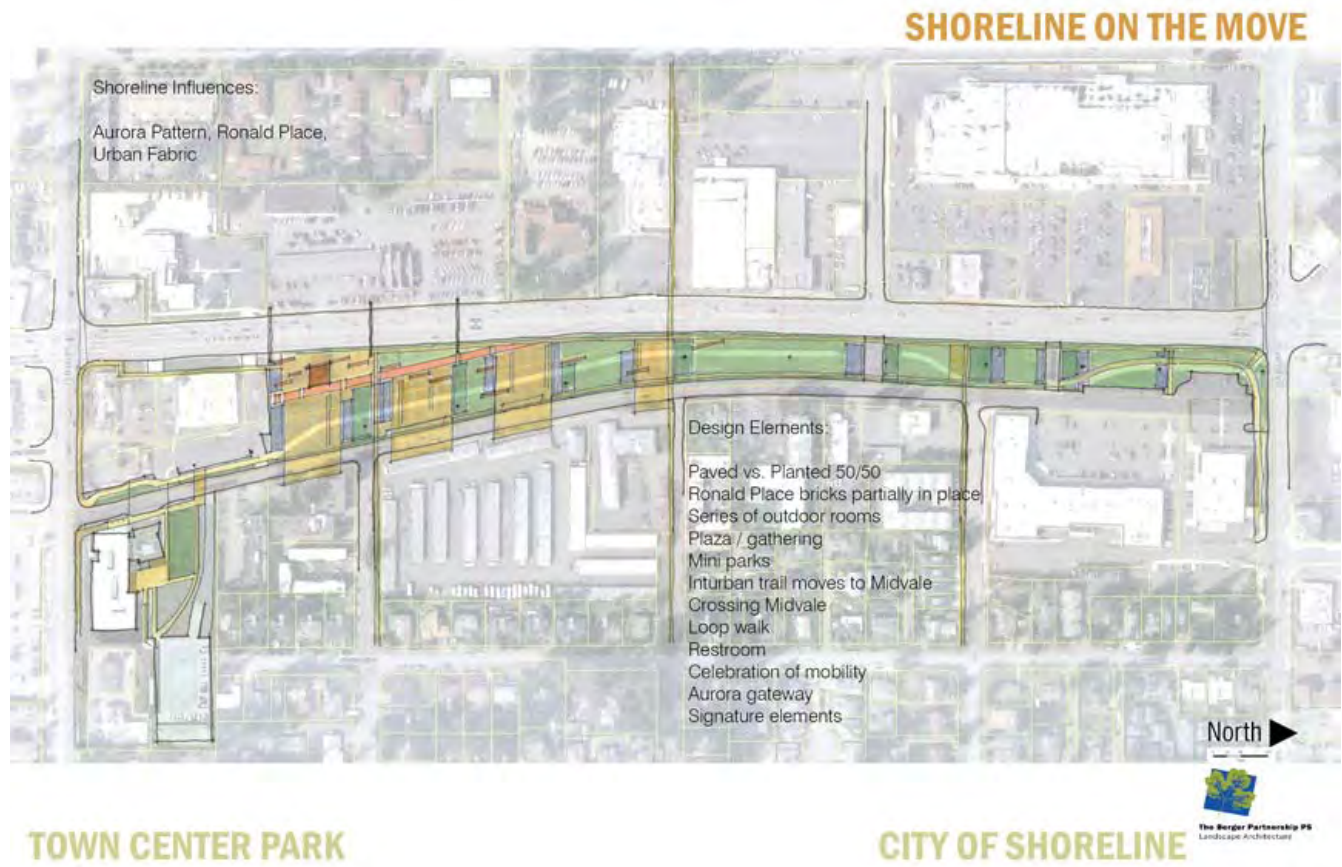 SHORELINE ON THE MOVE
Shoreline Influences:
Aurora Pattern, Ronald Place,
Urban Fabric
Design Elements:
Paved vs. Planted 50/50
Ronald Place bricks partially in place
Series of outdoor rooms
Plaza / gathering
Mini parks
Inturban trail moves to Midvale
Crossing Midvale
Loop walk
Restroom
Celebration of mobility
Aurora gateway
Signature elements
North
The Berger Partnership PS
Landscape Architecture
TOWN CENTER PARK
CITY OF SHORELINE